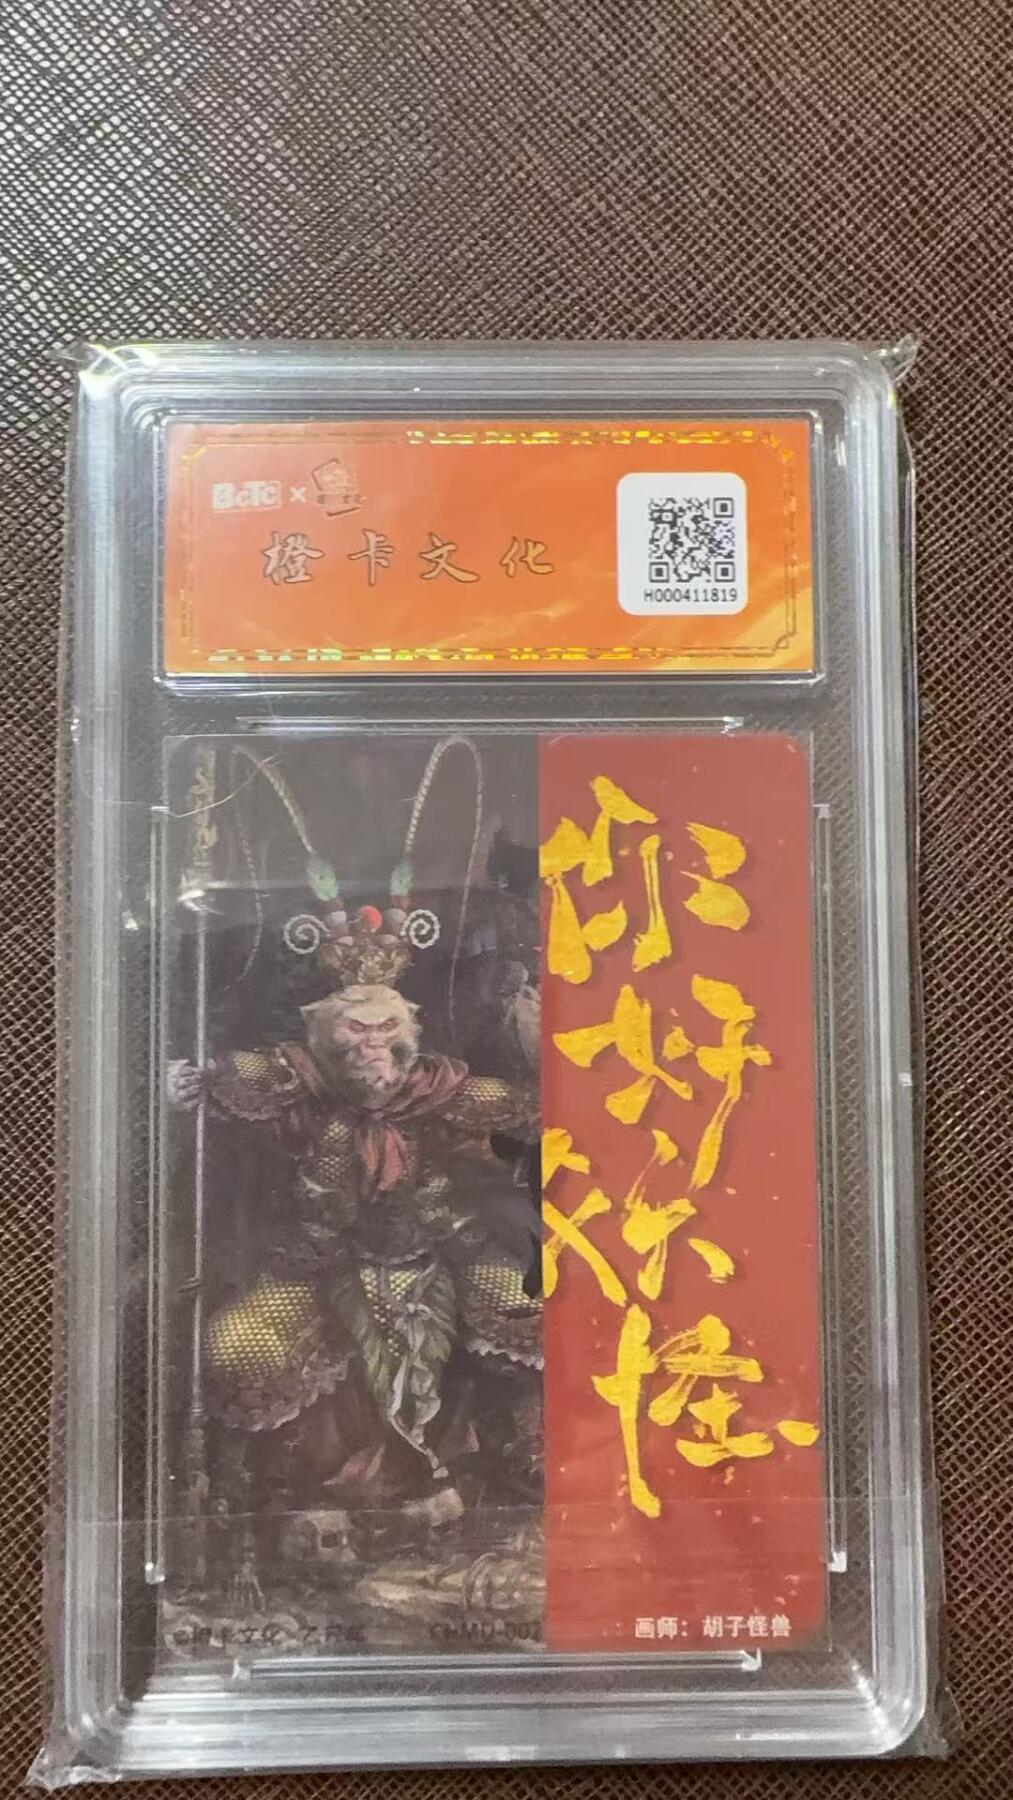 BcTc ×
橙卡文化
H000411819
你好
妖怪
画师：胡子怪兽